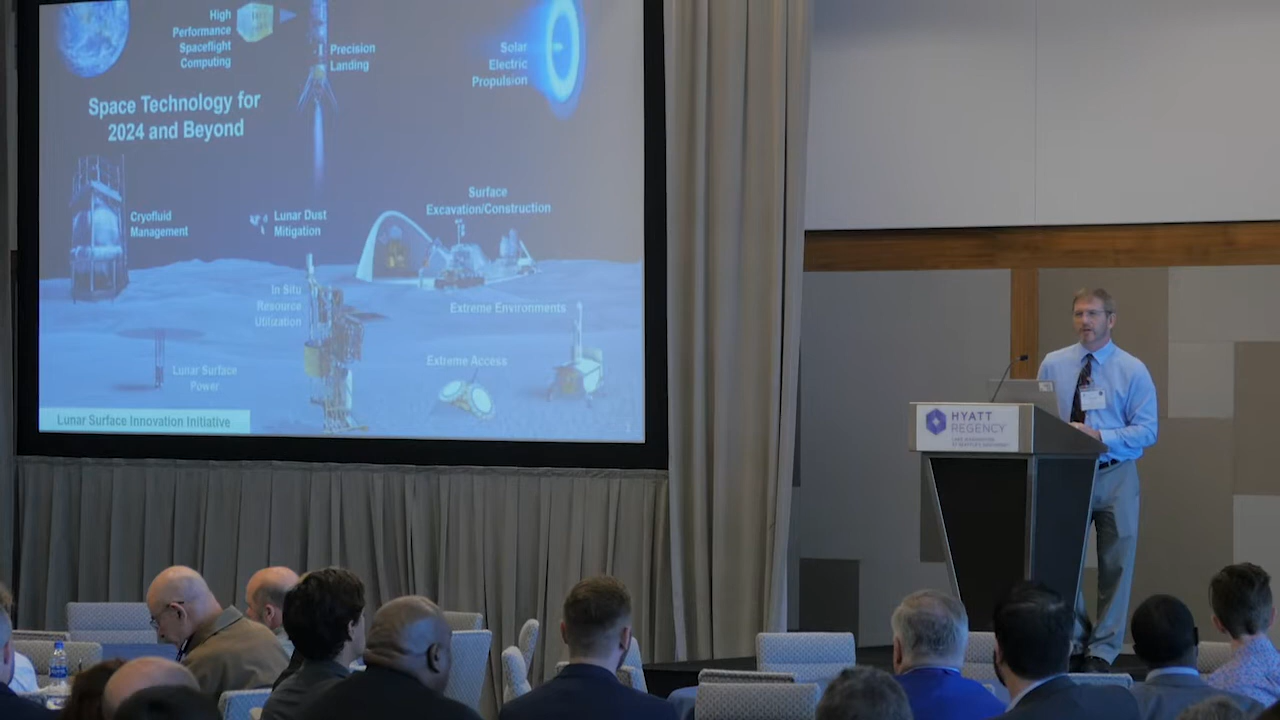 High
Performance
Spaceflight
Computing
Precision
Landing
Solar
Electric
Propulsion
Space Technology for
2024 and Beyond
Cryofluid
Management
Lunar Dust
Mitigation
Surface
Excavation/Construction
In Situ
Resource
Utilization
Extreme Environments
Extreme Access
Lunar Surface
Power
Lunar Surface Innovation Initiative
HYATT
REGENCY